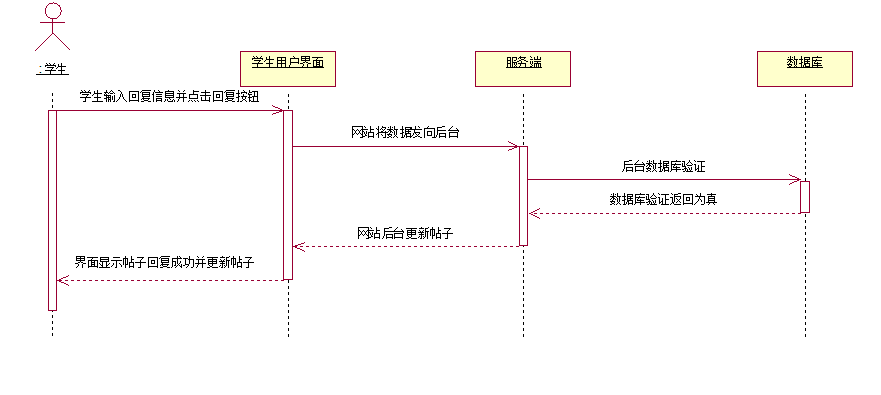 : 学生
学生用户界面
服务端
数据库
学生输入回复信息并点击回复按钮
网站将数据发向后台
后台数据库验证
数据库验证返回为真
网站后台更新帖子
界面显示帖子回复成功并更新帖子